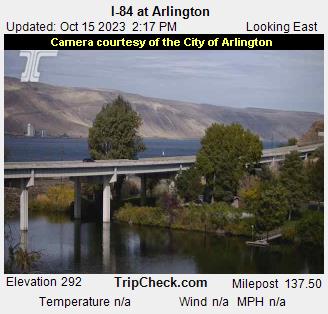 I-84 at Arlington
Updated: Oct 15 2023 2:17 PM Looking East
Camera courtesy of the City of Arlington
Elevation 292 TripCheck.com Milepost 137.50
Temperature n/a Wind n/a MPH n/a